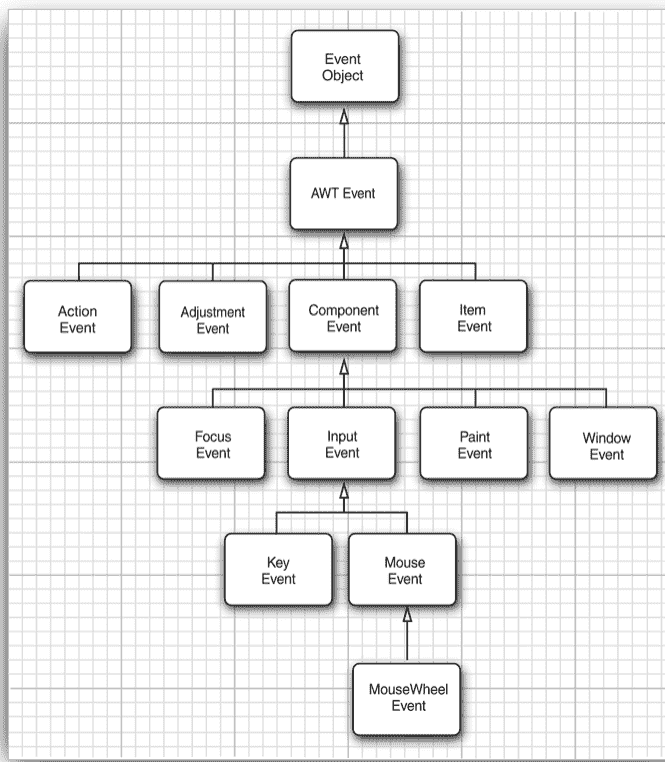 Event
Object
AWT Event
Action
Event
Adjustment
Event
Component
Event
Item
Event
Focus
Event
Input
Event
Paint
Event
Window
Event
Key
Event
Mouse
Event
MouseWheel
Event